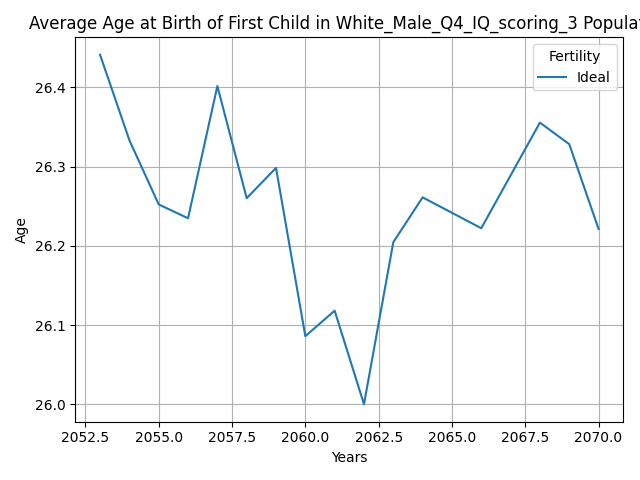 Average Age at Birth of First Child in White_Male_Q4_IQ_scoring_3 Populat
Fertility
Ideal
Age
26.4
26.3
26.2
26.1
26.0
2052.5 2055.0 2057.5 2060.0 2062.5 2065.0 2067.5 2070.0
Years